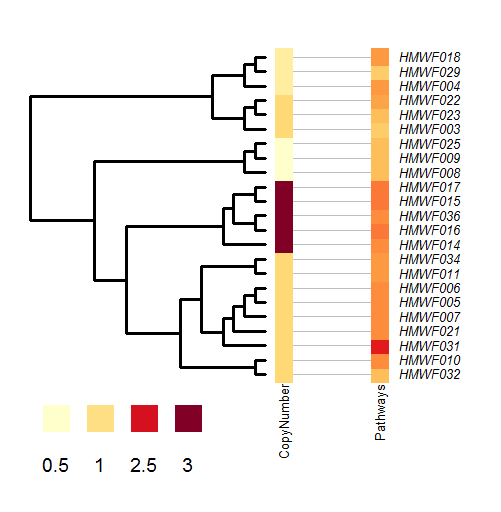 HMWF018
HMWF029
HMWF004
HMWF022
HMWF023
HMWF003
HMWF025
HMWF009
HMWF008
HMWF017
HMWF015
HMWF036
HMWF016
HMWF014
HMWF034
HMWF011
HMWF006
HMWF005
HMWF007
HMWF021
HMWF031
HMWF010
HMWF032
CopyNumber
Pathways
0.5 1 2.5 3